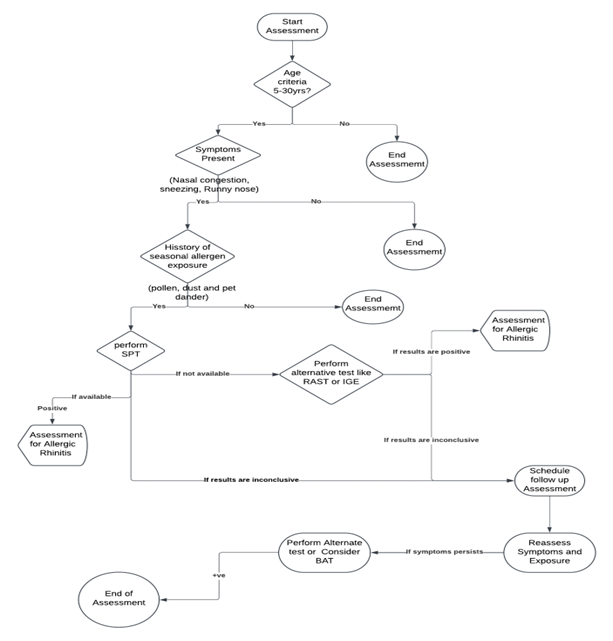 Start
Assessment
Age
criteria
5-30yrs?
Yes
No
Symptoms
Present
End
Assessmemt
(Nasal congestion,
sneezing, Runny nose)
Yes
No
Hisstory of
seasonal allergen
exposure
End
Assessmemt
(pollen, dust and pet
dander)
Yes
No
End
Assessmemt
perform
SPT
If not available
Perform
alternative test like
RAST or IGE
Assessment
for Allergic
Rhinitis
If results are positive
If available
Positive
Assessment
for Allergic
Rhinitis
If results are inconclusive
If results are inconclusive
Schedule
follow up
Assessment
Reassess
Symptoms and
Exposure
If symptoms persists
Perform Alternate
test or Consider
BAT
+ve
End of
Assessment